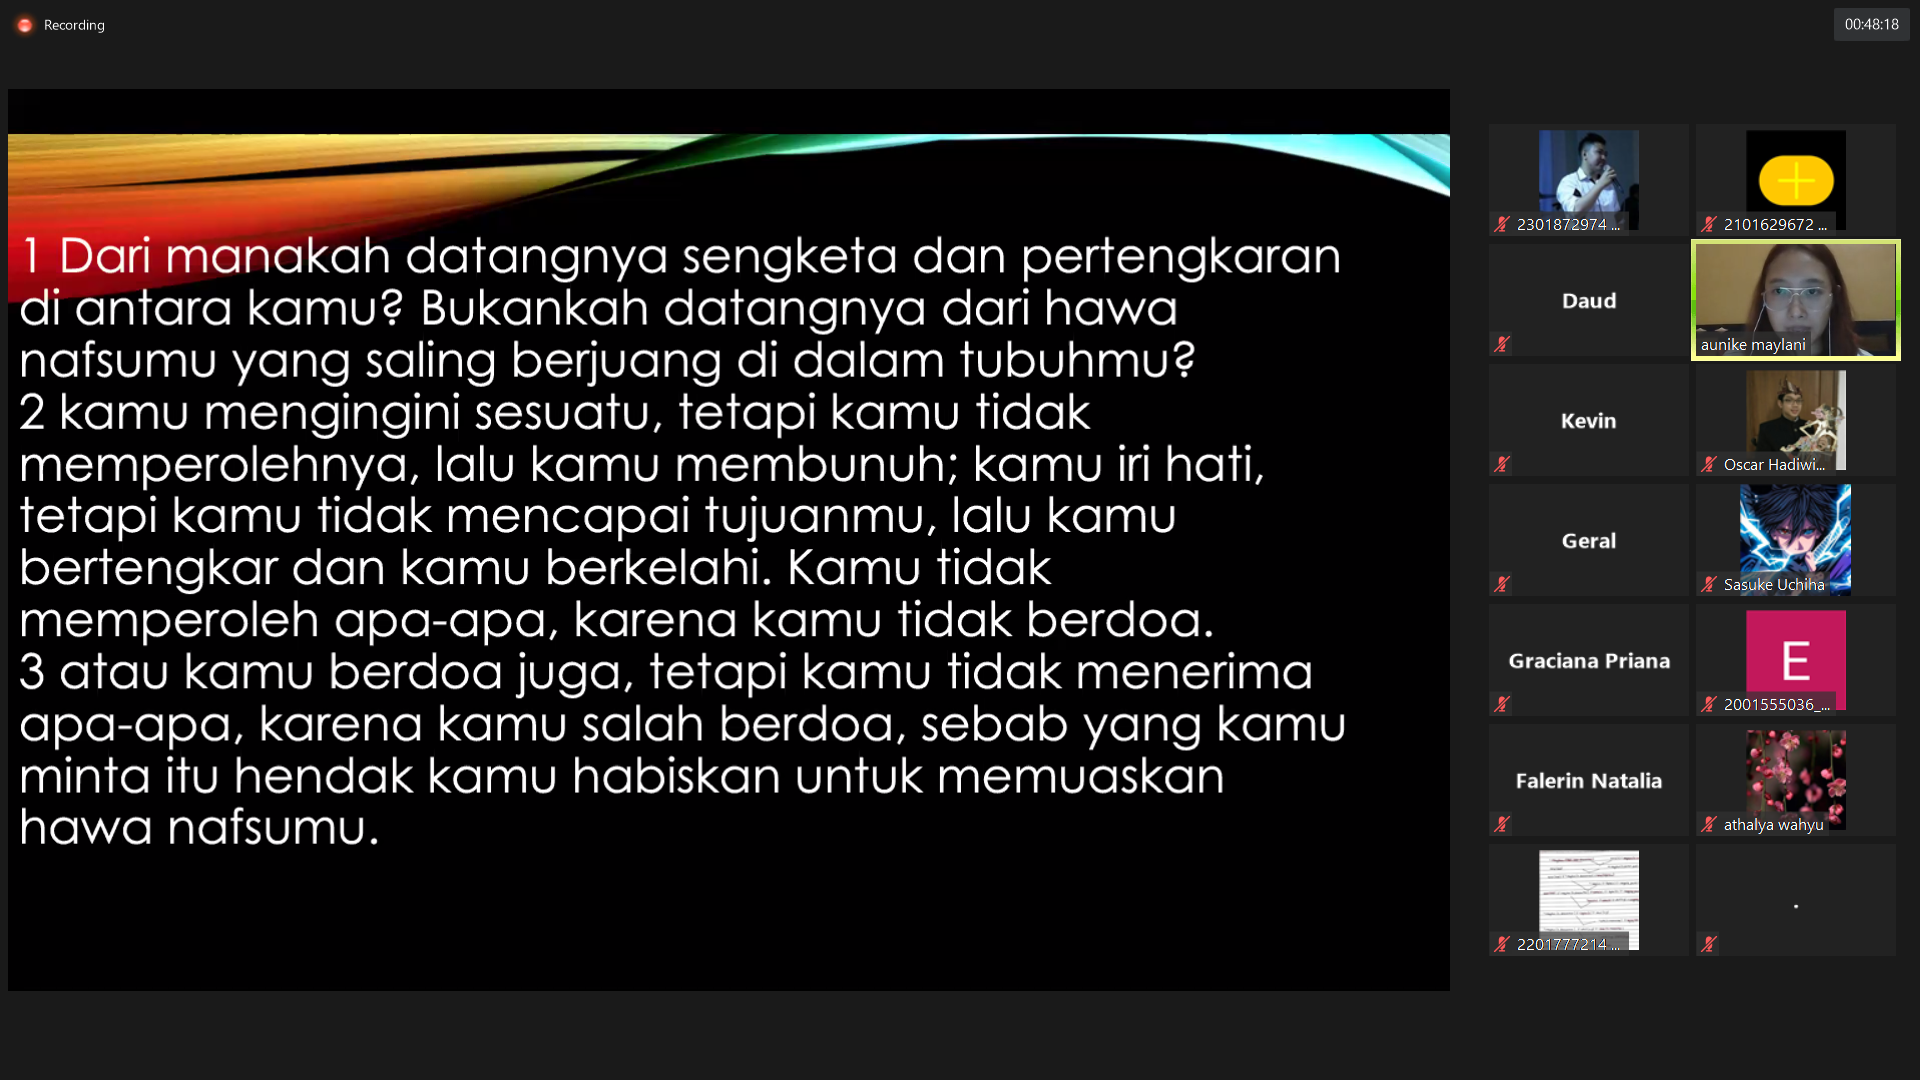 Recording
00:48:18
1 Dari manakah datangnya sengketa dan pertengkaran
di antara kamu? Bukankah datangnya dari hawa
nafsumu yang saling berjuang di dalam tubuhmu?
2 kamu mengingini sesuatu, tetapi kamu tidak
memperolehnya, lalu kamu membunuh; kamu iri hati,
tetapi kamu tidak mencapai tujuanmu, lalu kamu
bertengkar dan kamu berkelahi. Kamu tidak
memperoleh apa-apa, karena kamu tidak berdoa.
3 atau kamu berdoa juga, tetapi kamu tidak menerima
apa-apa, karena kamu salah berdoa, sebab yang kamu
minta itu hendak kamu habiskan untuk memuaskan
hawa nafsumu.
2301872974 ...
2101629672 ...
Daud
aunike maylani
Kevin
Oscar Hadiwi...
Geral
Sasuke Uchiha
Graciana Priana
E
2001555036_...
Falerin Natalia
athalya wahyu
2201777214 ...
.